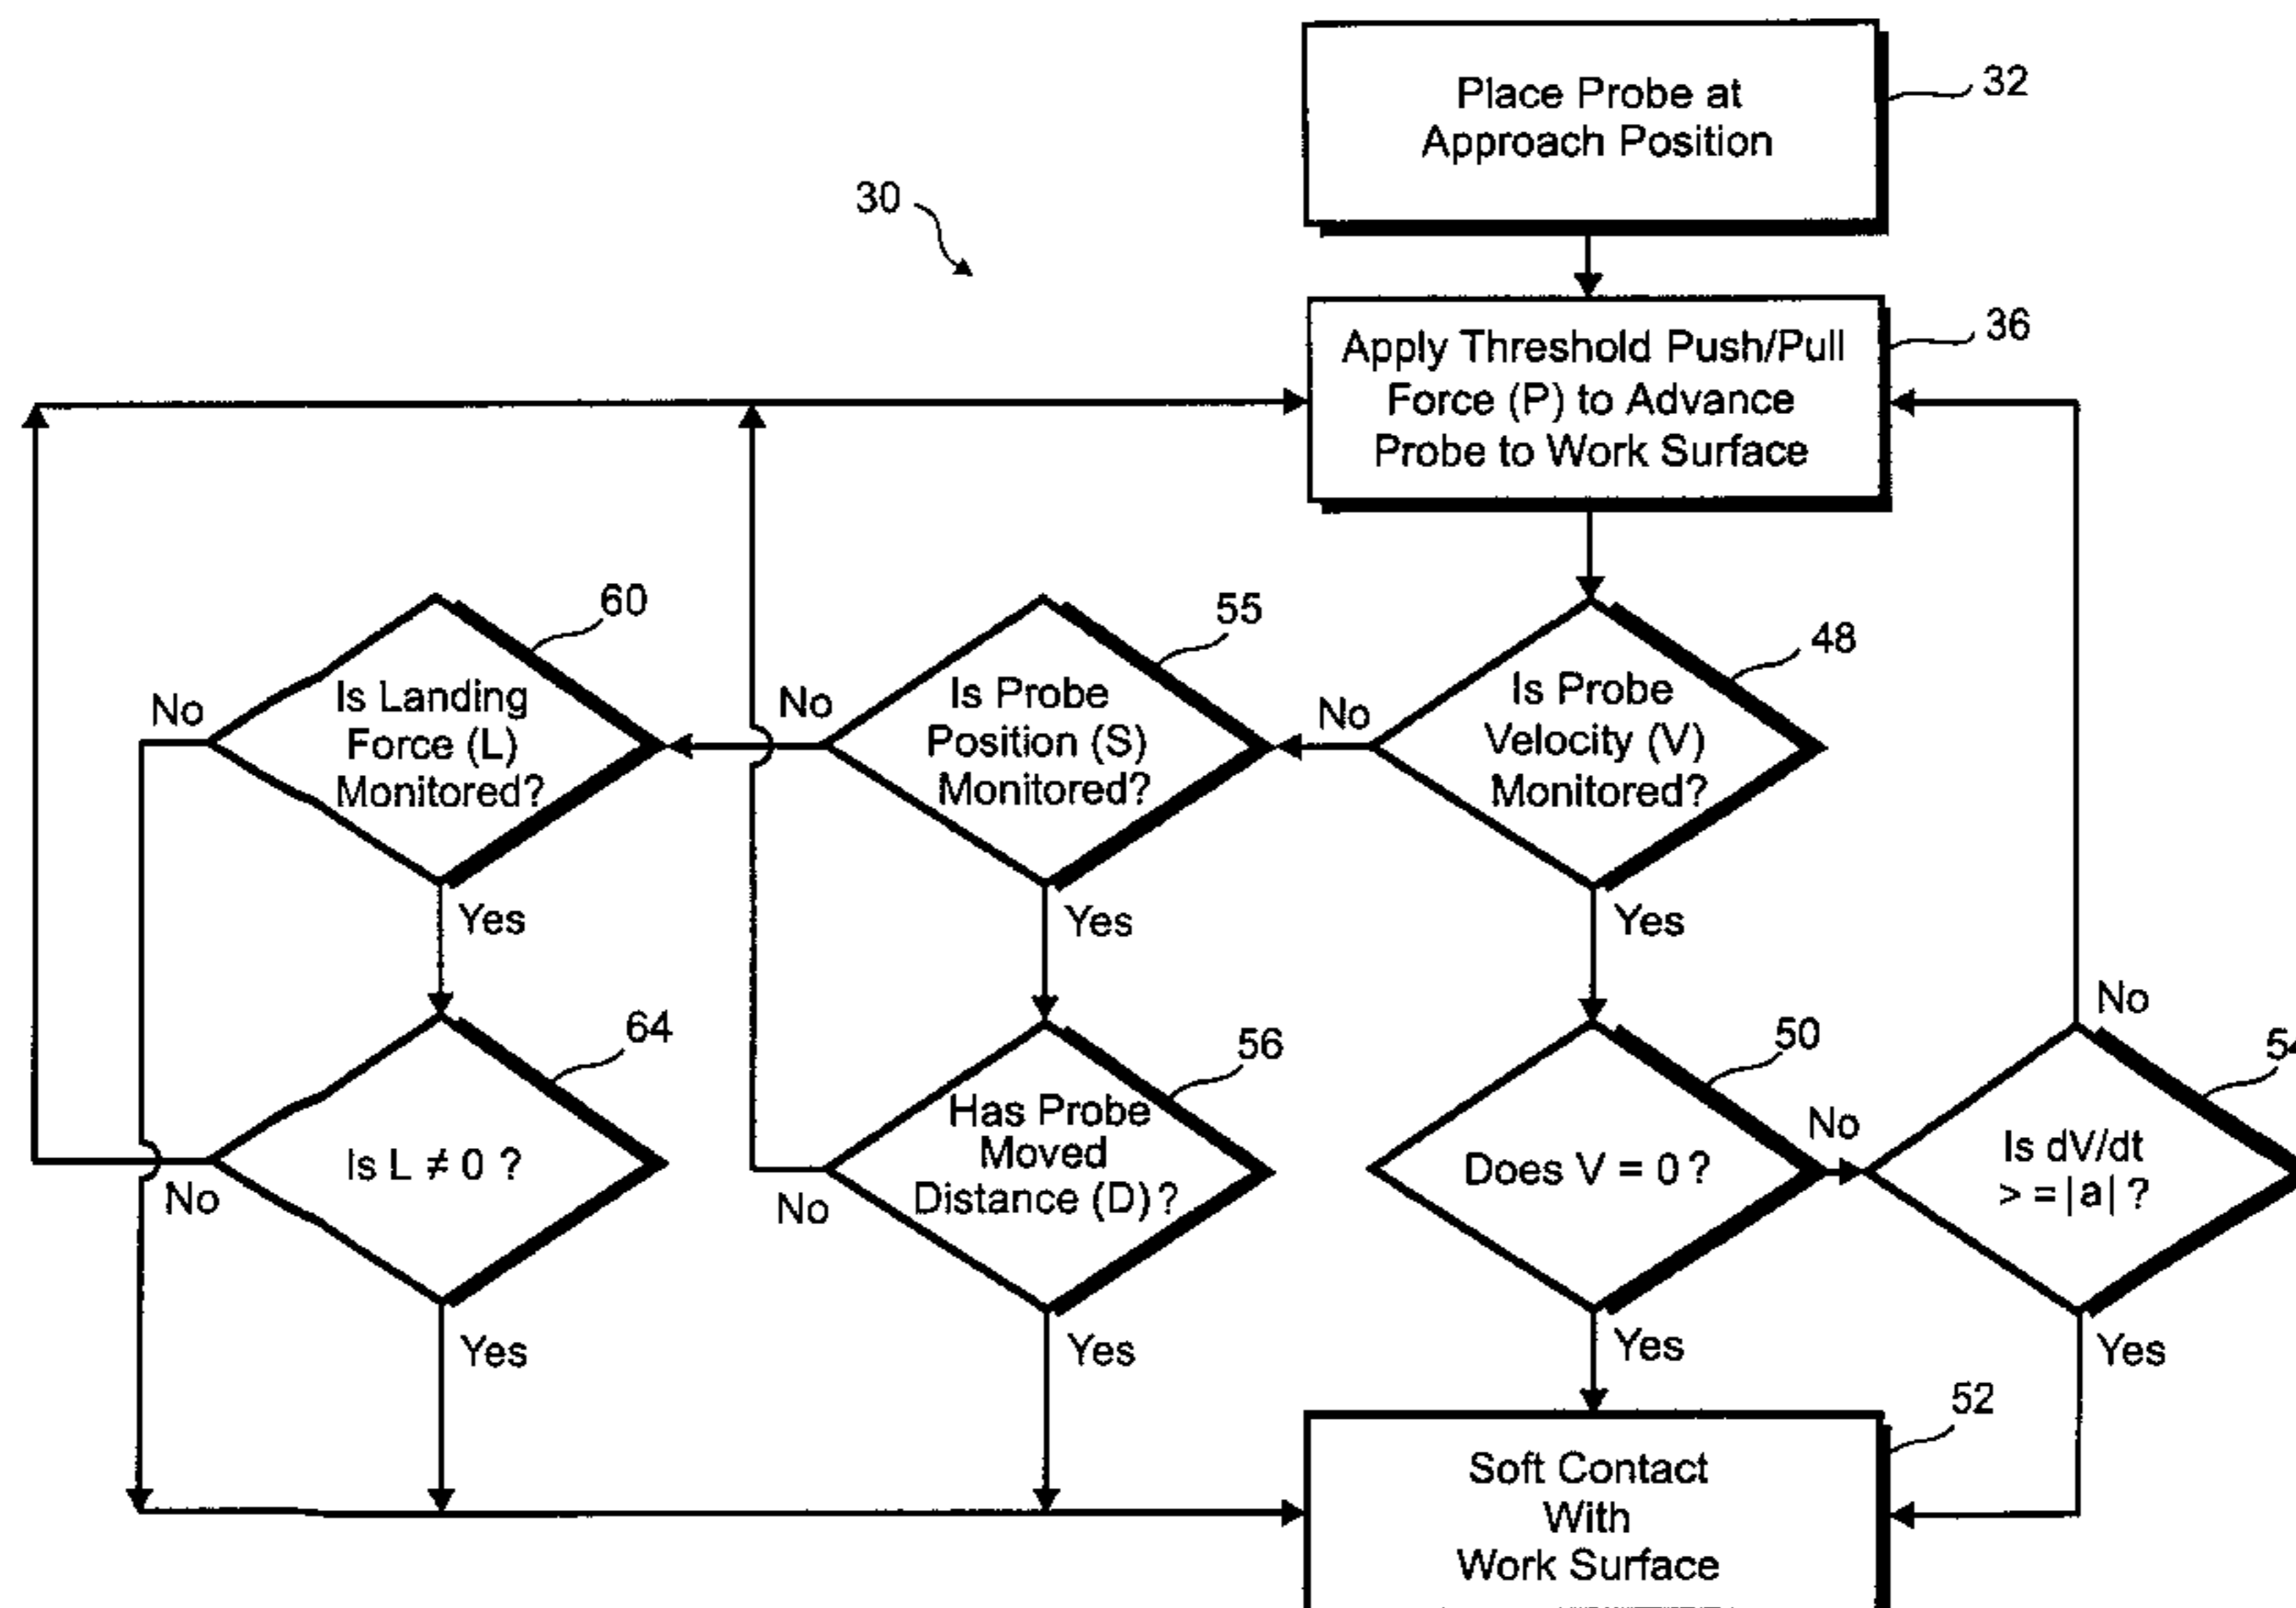 Place Probe at
Approach Position
32
30
Apply Threshold Push/Pull
Force (P) to Advance
Probe to Work Surface
36
Is Landing
Force (L)
Monitored?
60
No
Yes
Is Probe
Position (S)
Monitored?
55
No
Yes
Is Probe
Velocity (V)
Monitored?
48
No
Yes
Is L ≠ 0 ?
64
No
Yes
Has Probe
Moved
Distance (D) ?
56
No
Yes
Does V = 0 ?
50
No
Yes
Is dV/dt
> = |a| ?
No
Yes
Soft Contact
With
Work Surface
52